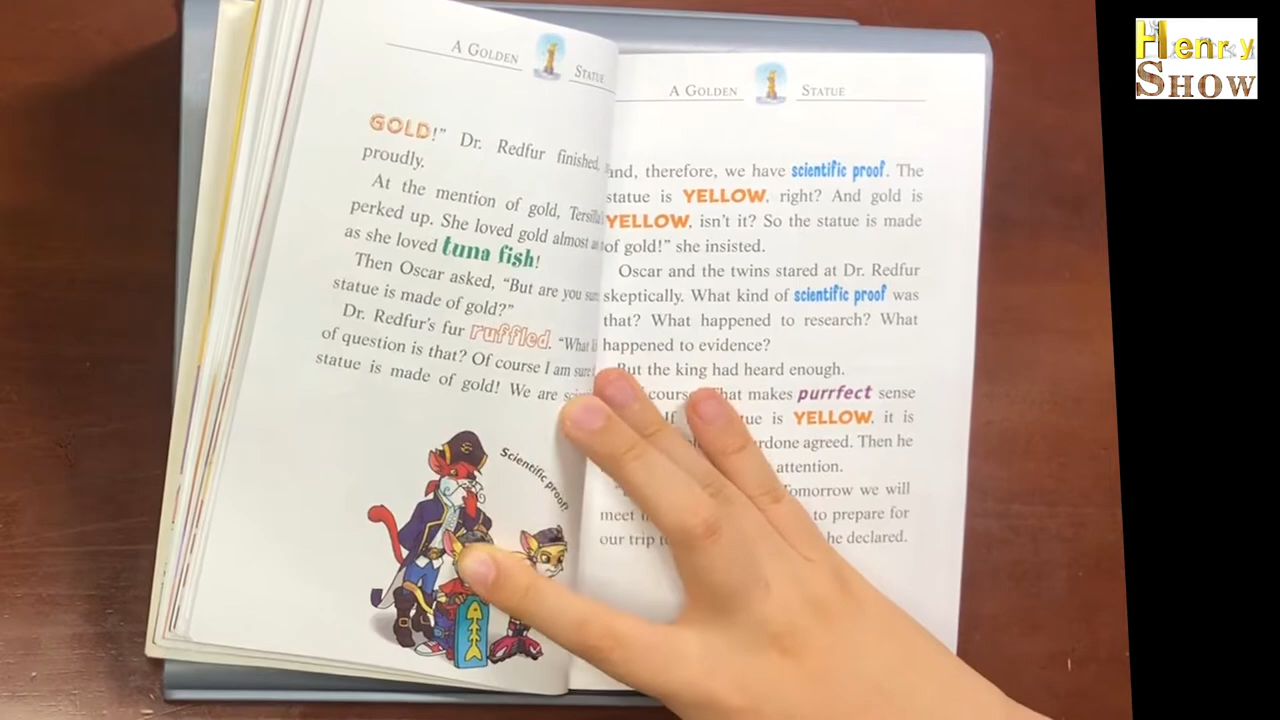 A GOLDEN STATUE
GOLD!" Dr. Redfur finished,
proudly.
At the mention of gold, Tersilla
perked up. She loved gold almost as
as she loved tuna fish!
Then Oscar asked, "But are you sure
statue is made of gold?"
Dr. Redfur's fur ruffled. "What
of question is that? Of course I am sure
statue is made of gold! We are
Scientific proof!
A GOLDEN STATUE
and, therefore, we have scientific proof. The
statue is YELLOW, right? And gold is
YELLOW, isn't it? So the statue is made
of gold!" she insisted.
Oscar and the twins stared at Dr. Redfur
skeptically. What kind of scientific proof was
that? What happened to research? What
happened to evidence?
But the king had heard enough.
course That makes purrfect sense
If tue is YELLOW, it is
rdone agreed. Then he
attention.
Tomorrow we will
meet to prepare for
our trip he declared.
Henry
SHOW